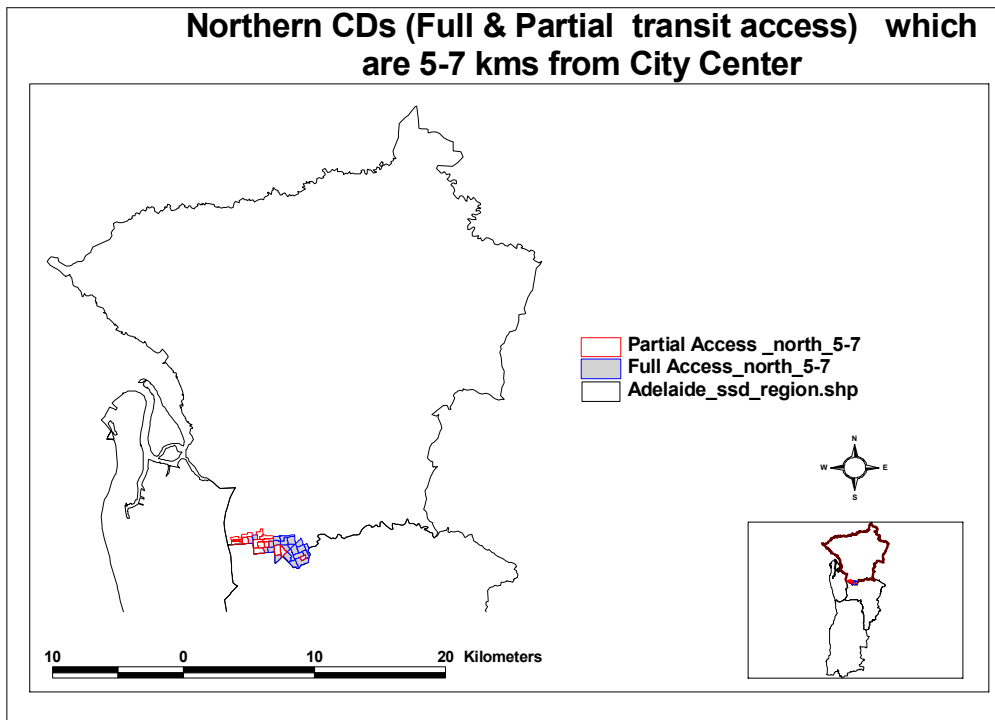 Northern CDs (Full & Partial transit access) which
are 5-7 kms from City Center
Partial Access _north_5-7
Full Access_north_5-7
Adelaide_ssd_region.shp
N
W E
S
10 0 10 20 Kilometers